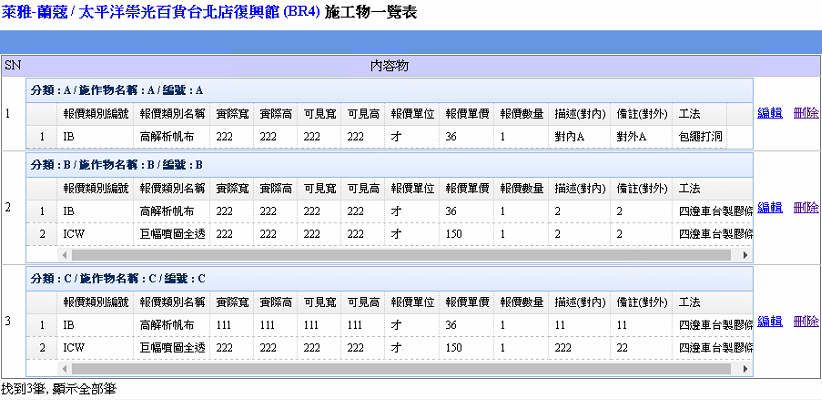 萊雅-蘭蔻 / 太平洋崇光百貨台北店復興館 (BR4) 施工物一覽表
SN 內容物
分類 : A / 施作物名稱 : A / 編號 : A
報價類別編號 報價類別名稱 實際寬 實際高 可見寬 可見高 報價單位 報價單價 報價數量 描述(對內) 備註(對外) 工法
1 1 IB 高解析帆布 222 222 222 222 才 36 1 對內A 對外A 包繩打洞 編輯 刪除
分類 : B / 施作物名稱 : B / 編號 : B
報價類別編號 報價類別名稱 實際寬 實際高 可見寬 可見高 報價單位 報價單價 報價數量 描述(對內) 備註(對外) 工法
2 1 IB 高解析帆布 222 222 222 222 才 36 1 2 2 四邊車台製膠條 編輯 刪除
2 ICW 巨幅噴圖全透 222 222 222 222 才 150 1 2 2 四邊車台製膠條
分類 : C / 施作物名稱 : C / 編號 : C
報價類別編號 報價類別名稱 實際寬 實際高 可見寬 可見高 報價單位 報價單價 報價數量 描述(對內) 備註(對外) 工法
3 1 IB 高解析帆布 111 111 111 111 才 36 1 11 11 四邊車台製膠條 編輯 刪除
2 ICW 巨幅噴圖全透 222 222 222 222 才 150 1 222 22 四邊車台製膠條
找到3筆, 顯示全部筆